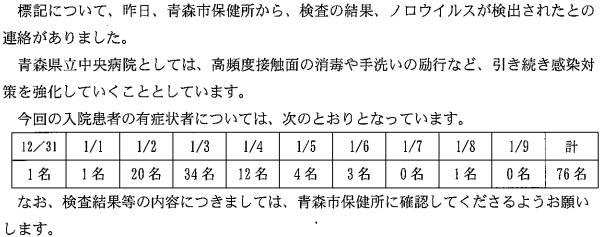 標記について、昨日、青森市保健所から、検査の結果、ノロウイルスが検出されたとの
連絡がありました。
青森県立中央病院としては、高頻度接触面の消毒や手洗いの励行など、引き続き感染対
策を強化していくこととしています。
今回の入院患者の有症状者については、次のとおりとなっています。
12/31 1/1 1/2 1/3 1/4 1/5 1/6 1/7 1/8 1/9 計
1名 1名 20名 34名 12名 4名 3名 0名 1名 0名 76名
なお、検査結果等の内容につきましては、青森市保健所に確認してくださるようお願い
します。